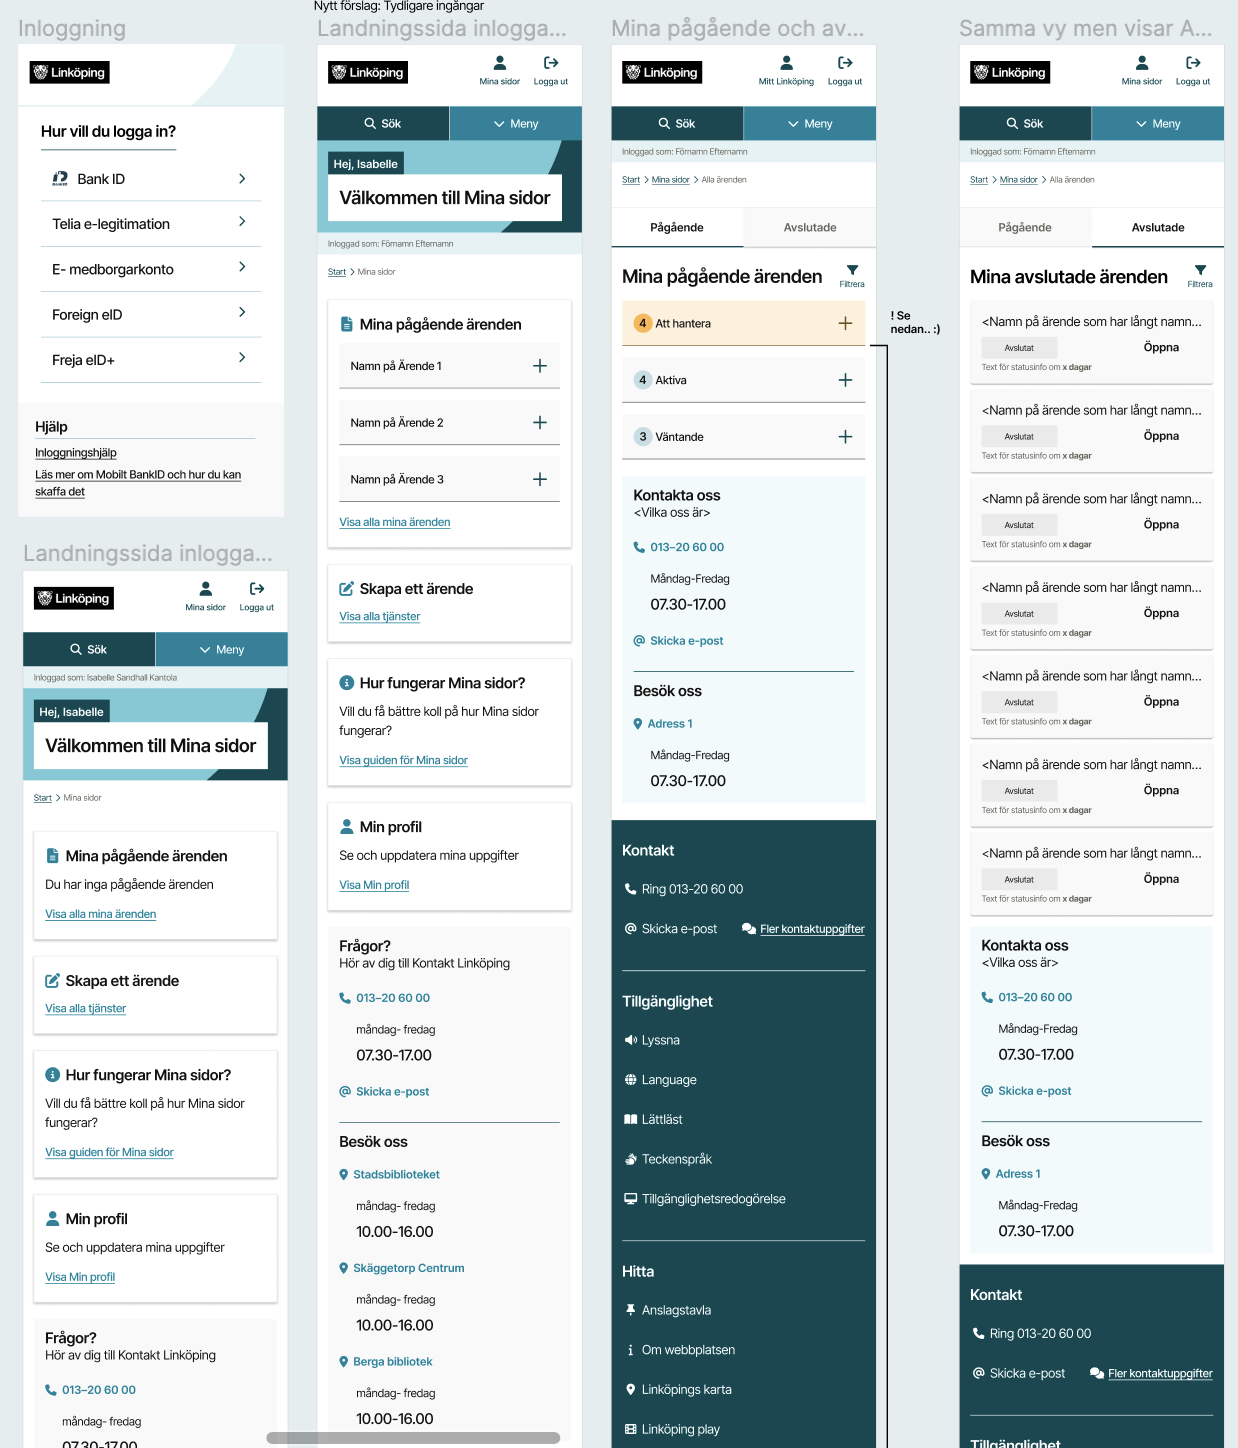 Nytt förslag: Tydligare ingångar
Inloggning
Linköping
Hur vill du logga in?
Bank ID
Telia e-legitimation
E- medborgarkonto
Foreign eID
Freja eID+
Hjälp
Inloggningshjälp
Läs mer om Mobilt BankID och hur du kan
skaffa det
Landningssida inlogga...
Linköping
Mina sidor
Logga ut
Sök
Meny
Inloggad som: Isabelle Sandhall Kantola
Hej, Isabelle
Välkommen till Mina sidor
Start > Mina sidor
Mina pågående ärenden
Du har inga pågående ärenden
Visa alla mina ärenden
Skapa ett ärende
Visa alla tjänster
Hur fungerar Mina sidor?
Vill du få bättre koll på hur Mina sidor
fungerar?
Visa guiden för Mina sidor
Min profil
Se och uppdatera mina uppgifter
Visa Min profil
Frågor?
Hör av dig till Kontakt Linköping
013–20 60 00
måndag- fredag
07.30-17.00
Landningssida inlogga...
Linköping
Mina sidor
Logga ut
Sök
Meny
Hej, Isabelle
Välkommen till Mina sidor
Inloggad som: Förnamn Efternamn
Start > Mina sidor
Mina pågående ärenden
Namn på Ärende 1
Namn på Ärende 2
Namn på Ärende 3
Visa alla mina ärenden
Skapa ett ärende
Visa alla tjänster
Hur fungerar Mina sidor?
Vill du få bättre koll på hur Mina sidor
fungerar?
Visa guiden för Mina sidor
Min profil
Se och uppdatera mina uppgifter
Visa Min profil
Frågor?
Hör av dig till Kontakt Linköping
013–20 60 00
måndag- fredag
07.30-17.00
Skicka e-post
Besök oss
Stadsbiblioteket
måndag- fredag
10.00-16.00
Skäggetorp Centrum
måndag- fredag
10.00-16.00
Berga bibliotek
måndag- fredag
10.00-16.00
Mina pågående och av...
Linköping
Mitt Linköping
Logga ut
Sök
Meny
Inloggad som: Förnamn Efternamn
Start > Mina sidor > Alla ärenden
Pågående
Avslutade
Mina pågående ärenden
Filtrera
4 Att hantera
4 Aktiva
3 Väntande
! Se
nedan.. :)
Kontakta oss
<Vilka oss är>
013–20 60 00
Måndag-Fredag
07.30-17.00
Skicka e-post
Besök oss
Adress 1
Måndag-Fredag
07.30-17.00
Kontakt
Ring 013-20 60 00
Skicka e-post
Fler kontaktuppgifter
Tillgänglighet
Lyssna
Language
Lättläst
Teckenspråk
Tillgänglighetsredogörelse
Hitta
Anslagstavla
Om webbplatsen
Linköpings karta
Linköping play
Samma vy men visar A...
Linköping
Mina sidor
Logga ut
Sök
Meny
Inloggad som: Förnamn Efternamn
Start > Mina sidor > Alla ärenden
Pågående
Avslutade
Mina avslutade ärenden
Filtrera
<Namn på ärende som har långt namn...
Avslutat
Öppna
Text för statusinfo om x dagar
<Namn på ärende som har långt namn...
Avslutat
Öppna
Text för statusinfo om x dagar
<Namn på ärende som har långt namn...
Avslutat
Öppna
Text för statusinfo om x dagar
<Namn på ärende som har långt namn...
Avslutat
Öppna
Text för statusinfo om x dagar
<Namn på ärende som har långt namn...
Avslutat
Öppna
Text för statusinfo om x dagar
<Namn på ärende som har långt namn...
Avslutat
Öppna
Text för statusinfo om x dagar
<Namn på ärende som har långt namn...
Avslutat
Öppna
Text för statusinfo om x dagar
Kontakta oss
<Vilka oss är>
013–20 60 00
Måndag-Fredag
07.30-17.00
Skicka e-post
Besök oss
Adress 1
Måndag-Fredag
07.30-17.00
Kontakt
Ring 013-20 60 00
Skicka e-post
Fler kontaktuppgifter
Tillgänglighet